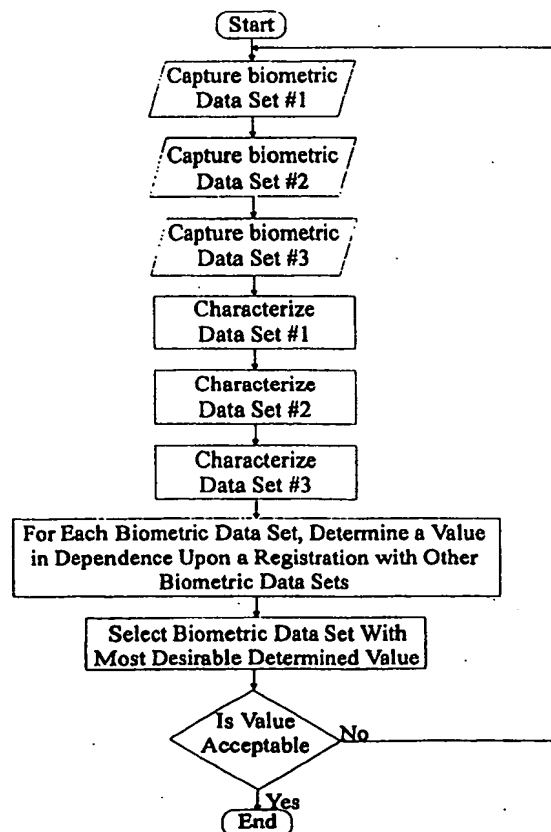 Start
Capture biometric
Data Set #1
Capture biometric
Data Set #2
Capture biometric
Data Set #3
Characterize
Data Set #1
Characterize
Data Set #2
Characterize
Data Set #3
For Each Biometric Data Set, Determine a Value
in Dependence Upon a Registration with Other
Biometric Data Sets
Select Biometric Data Set With
Most Desirable Determined Value
Is Value
Acceptable
No
Yes
End